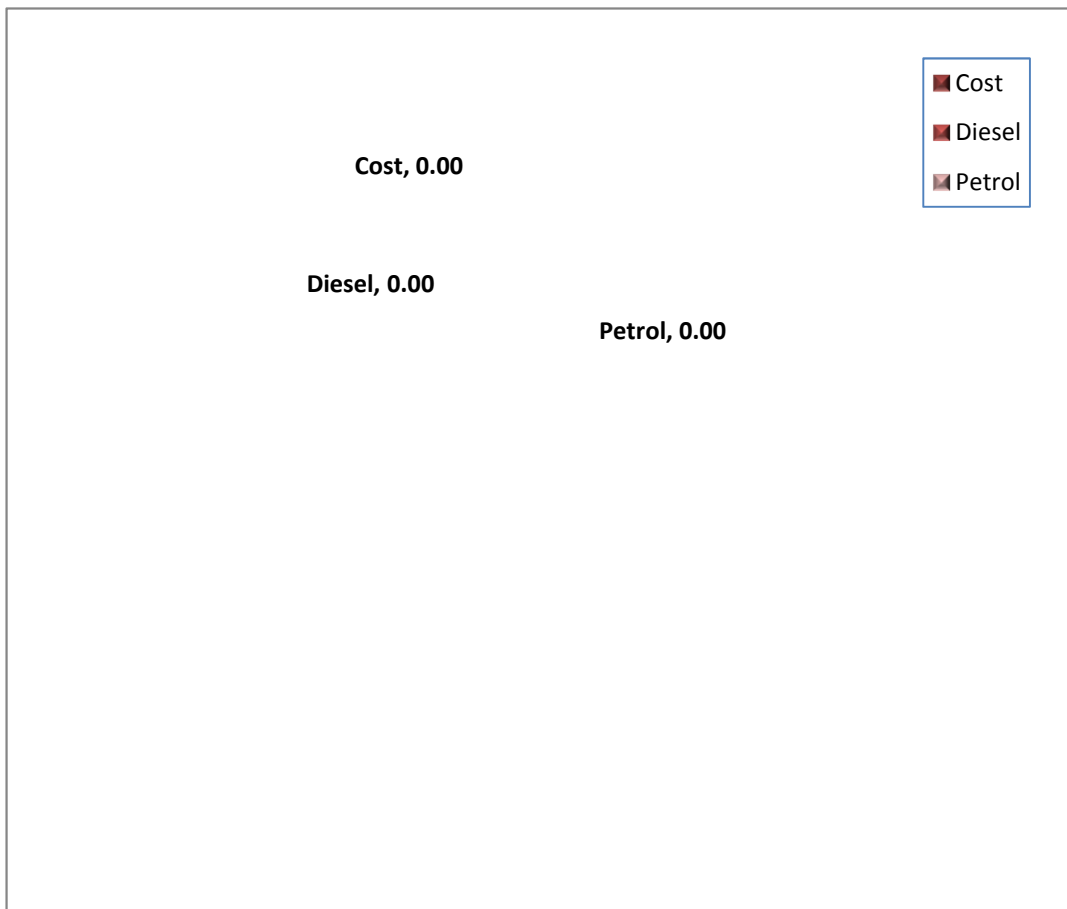 Cost
Diesel
Petrol
Cost, 0.00
Diesel, 0.00
Petrol, 0.00